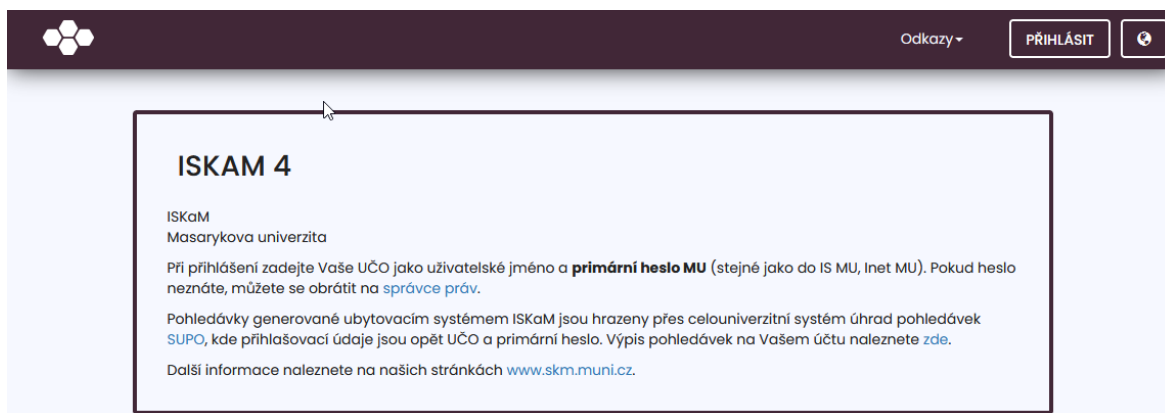 Odkazy
PŘIHLÁSIT
ISKAM 4
ISKaM
Masarykova univerzita
Při přihlášení zadejte Vaše UČO jako uživatelské jméno a primární heslo MU (stejné jako do IS MU, Inet MU). Pokud heslo
neznáte, můžete se obrátit na správce práv.
Pohledávky generované ubytovacím systémem ISKaM jsou hrazeny přes celouniverzitní systém úhrad pohledávek
SUPO, kde přihlašovací údaje jsou opět UČO a primární heslo. Výpis pohledávek na Vašem účtu naleznete zde.
Další informace naleznete na našich stránkách www.skm.muni.cz.